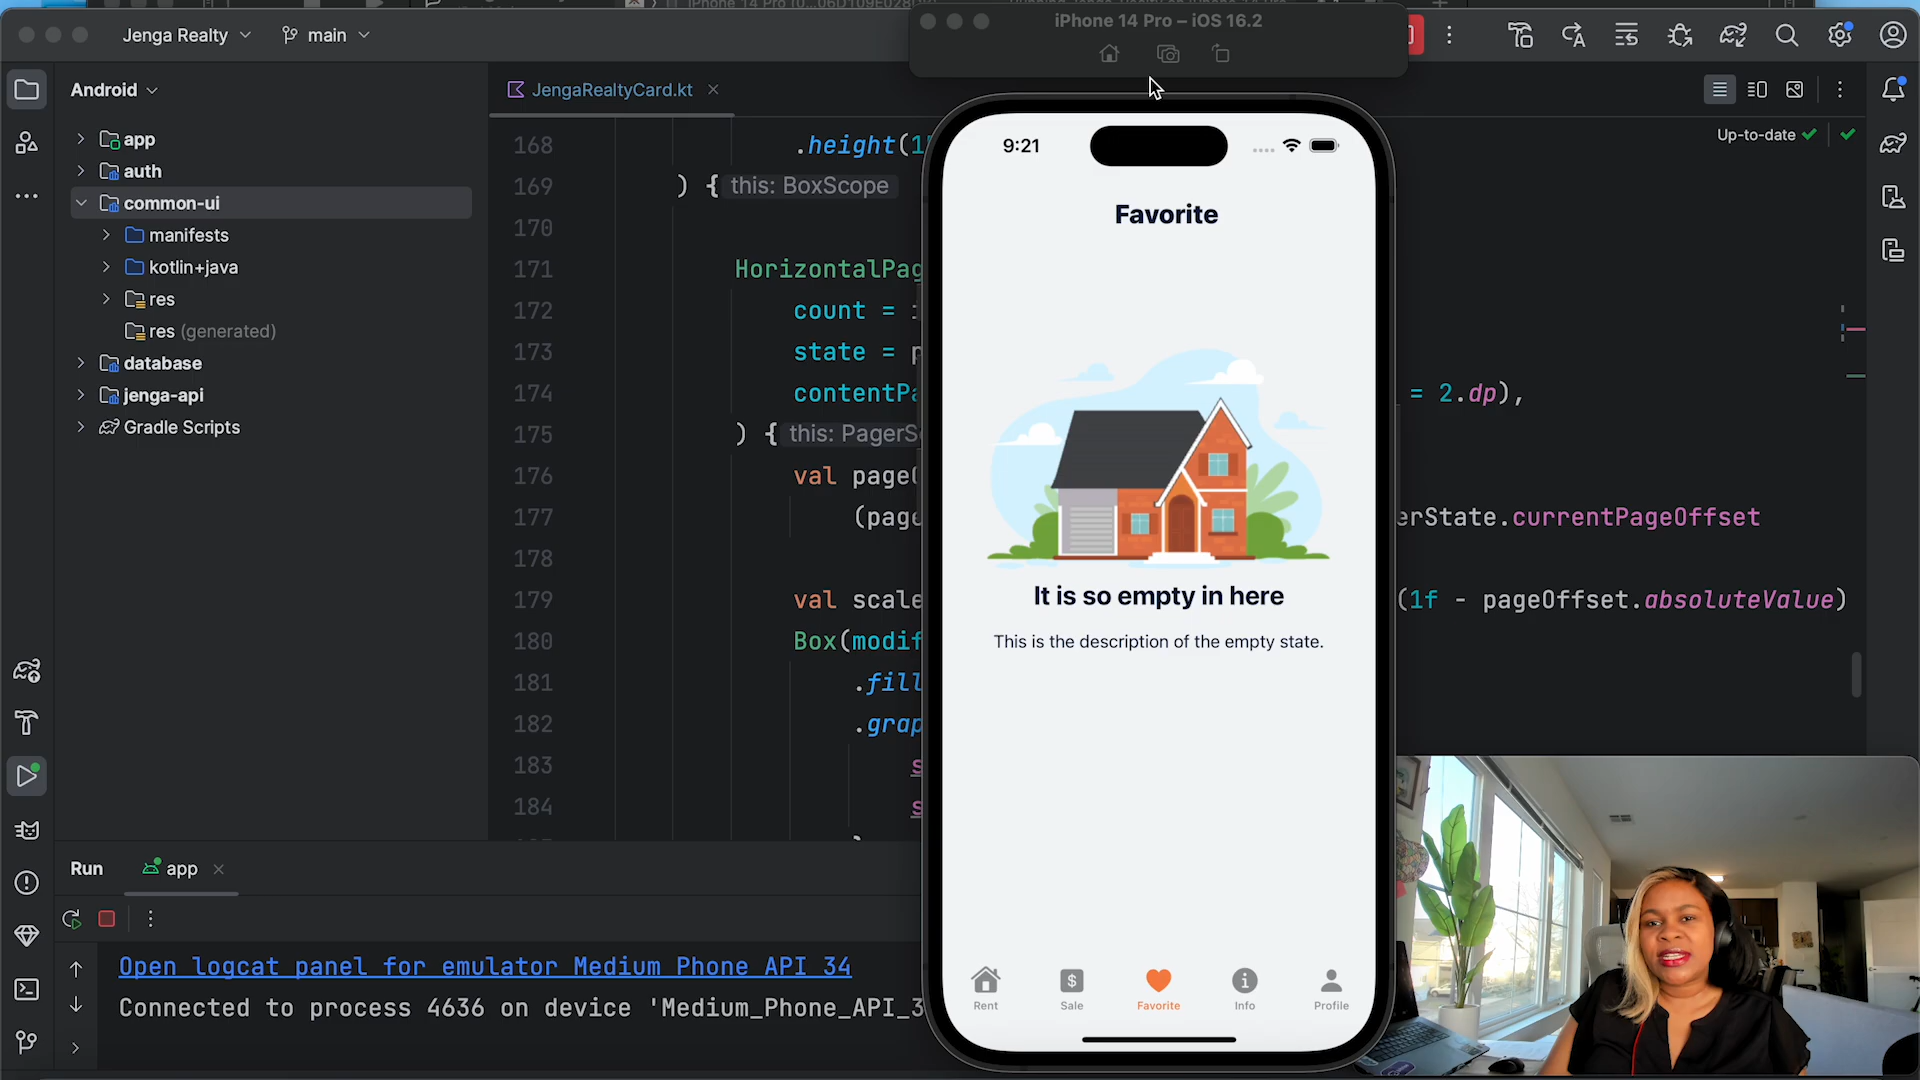 Jenga Realty
main
iPhone 14 Pro – iOS 16.2
Android
JengaRealtyCard.kt
Up-to-date
app
auth
common-ui
manifests
kotlin+java
res
res (generated)
database
jenga-api
Gradle Scripts
168 .height(1
169 ) { this: BoxScope
170
171 HorizontalPag
172 count = i
173 state = p
174 contentPa = 2.dp),
175 ) { this: PagerSc
176 val pageO
177 (page erState.currentPageOffset
178
179 val scale (1f - pageOffset.absoluteValue)
180 Box(modif
181 .fill
182 .grap
183 s
184 s
9:21
Favorite
It is so empty in here
This is the description of the empty state.
Rent
Sale
Favorite
Info
Profile
Run
app
Open logcat panel for emulator Medium Phone API 34
Connected to process 4636 on device 'Medium_Phone_API_3